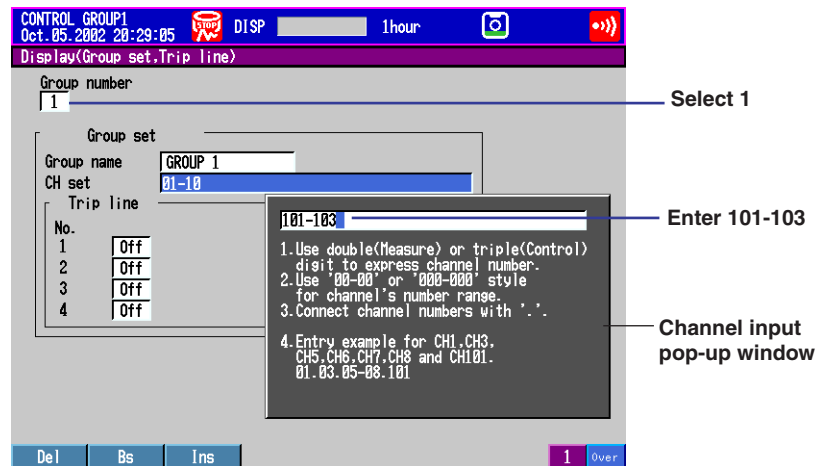 CONTROL GROUP1
Oct.05.2002 20:29:05
STOP
DISP
1hour
Display(Group set,Trip line)
Group number
1
Select 1
Group set
Group name
GROUP 1
CH set
01-10
Trip line
No.
1 Off
2 Off
3 Off
4 Off
101-103
Enter 101-103
1.Use double(Measure) or triple(Control)
digit to express channel number.
2.Use '00-00' or '000-000' style
for channel's number range.
3.Connect channel numbers with '.'.
4.Entry example for CH1,CH3,
CH5,CH6,CH7,CH8 and CH101.
01.03.05-08.101
Channel input
pop-up window
Del
Bs
Ins
1
Over